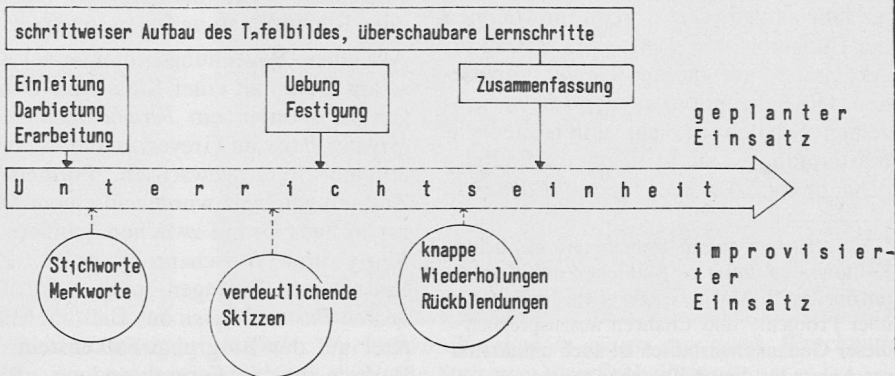 schrittweiser Aufbau des Tafelbildes, überschaubare Lernschritte
Einleitung
Darbietung
Erarbeitung
Uebung
Festigung
Zusammenfassung
geplanter
Einsatz
Unterrichtseinheit
Stichworte
Merkworte
verdeutlichende
Skizzen
knappe
Wiederholungen
Rückblendungen
improvisier-
ter
Einsatz